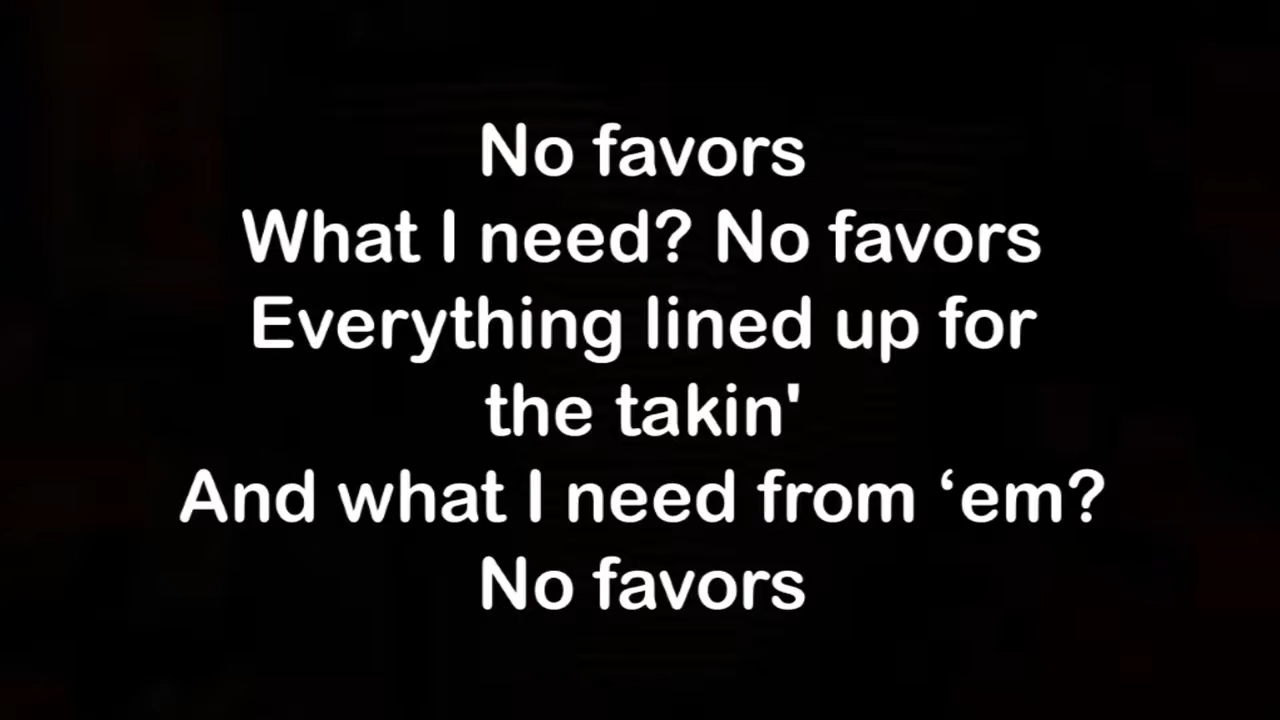 No favors
What I need? No favors
Everything lined up for
the takin'
And what I need from ‘em?
No favors